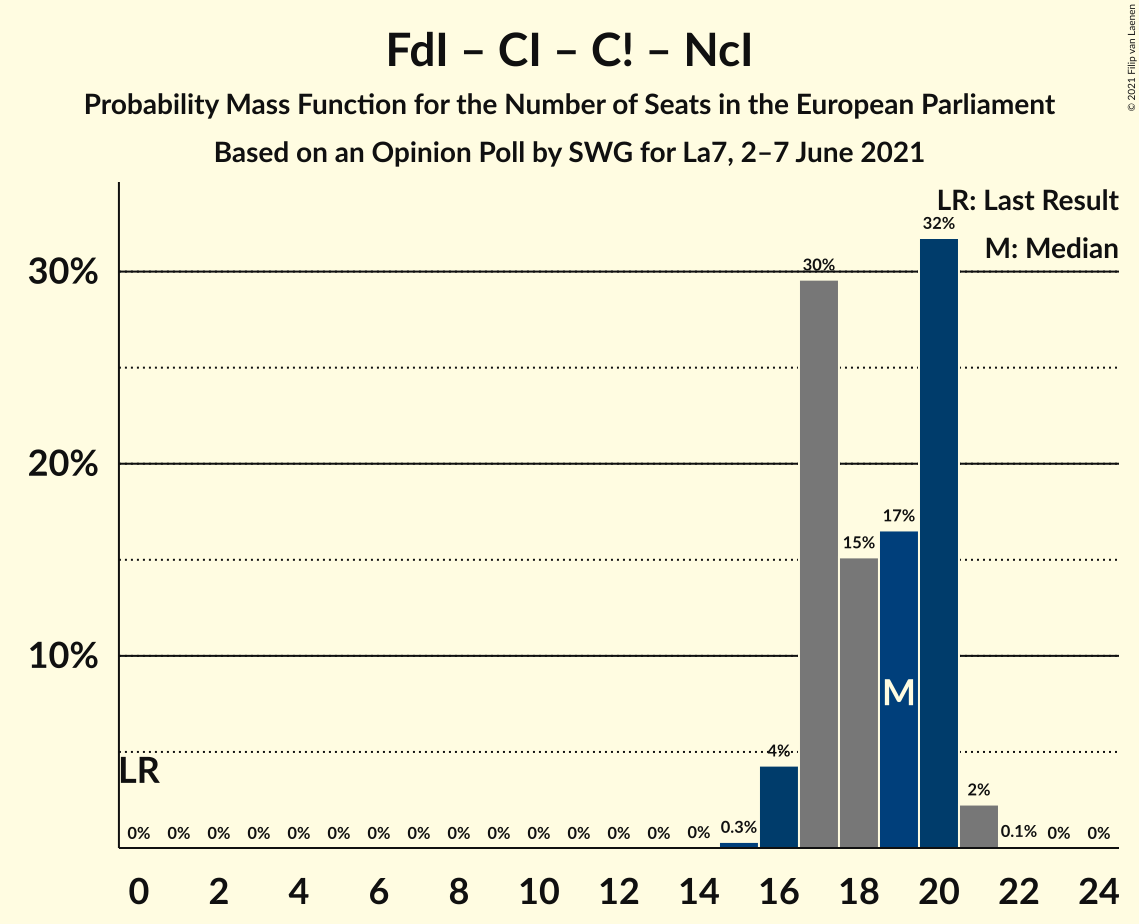 FdI – CI – C! – NcI
Probability Mass Function for the Number of Seats in the European Parliament
Based on an Opinion Poll by SWG for La7, 2–7 June 2021
© 2021 Filip van Laenen
LR: Last Result
M: Median
30%
20%
10%
32%
30%
17%
15%
M
4%
LR
2%
0% 0% 0% 0% 0% 0% 0% 0% 0% 0% 0% 0% 0% 0% 0% 0.3% 0.1% 0% 0%
0 2 4 6 8 10 12 14 16 18 20 22 24